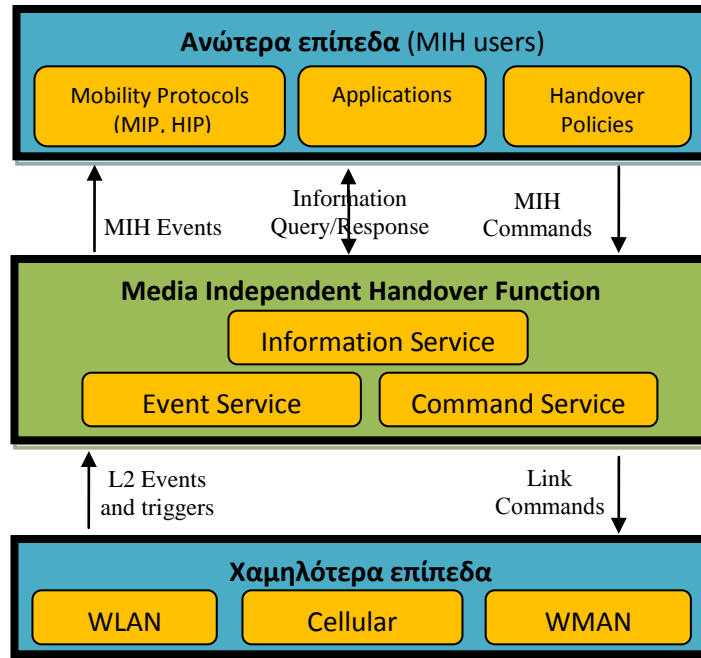 Ανώτερα επίπεδα (MIH users)
Mobility Protocols
(MIP, HIP)
Applications
Handover
Policies
MIH Events
Information
Query/Response
MIH
Commands
Media Independent Handover Function
Information Service
Event Service
Command Service
L2 Events
and triggers
Link
Commands
Χαμηλότερα επίπεδα
WLAN
Cellular
WMAN